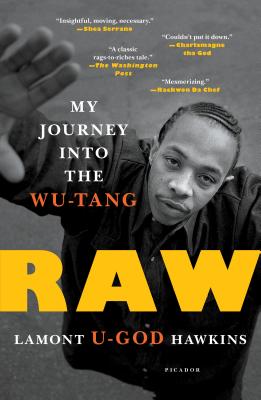 "Insightful, moving, necessary."
—Shea Serrano
"Couldn't put it down."
—Charlamagne
tha God
"A classic
rags-to-riches tale."
—The Washington
Post
"Mesmerizing."
—Raekwon Da Chef
MY
JOURNEY
INTO
THE
WU-TANG
RAW
LAMONT U-GOD HAWKINS
PICADOR